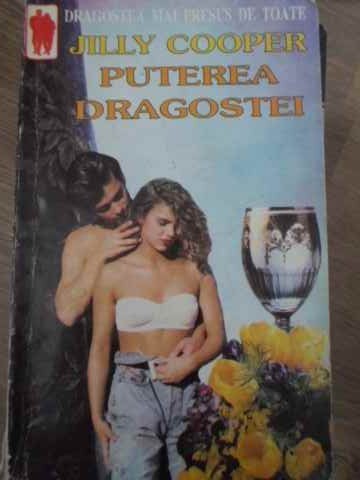 DRAGOSTEA MAI PRESUS DE TOATE
JILLY COOPER
PUTEREA
DRAGOSTEI